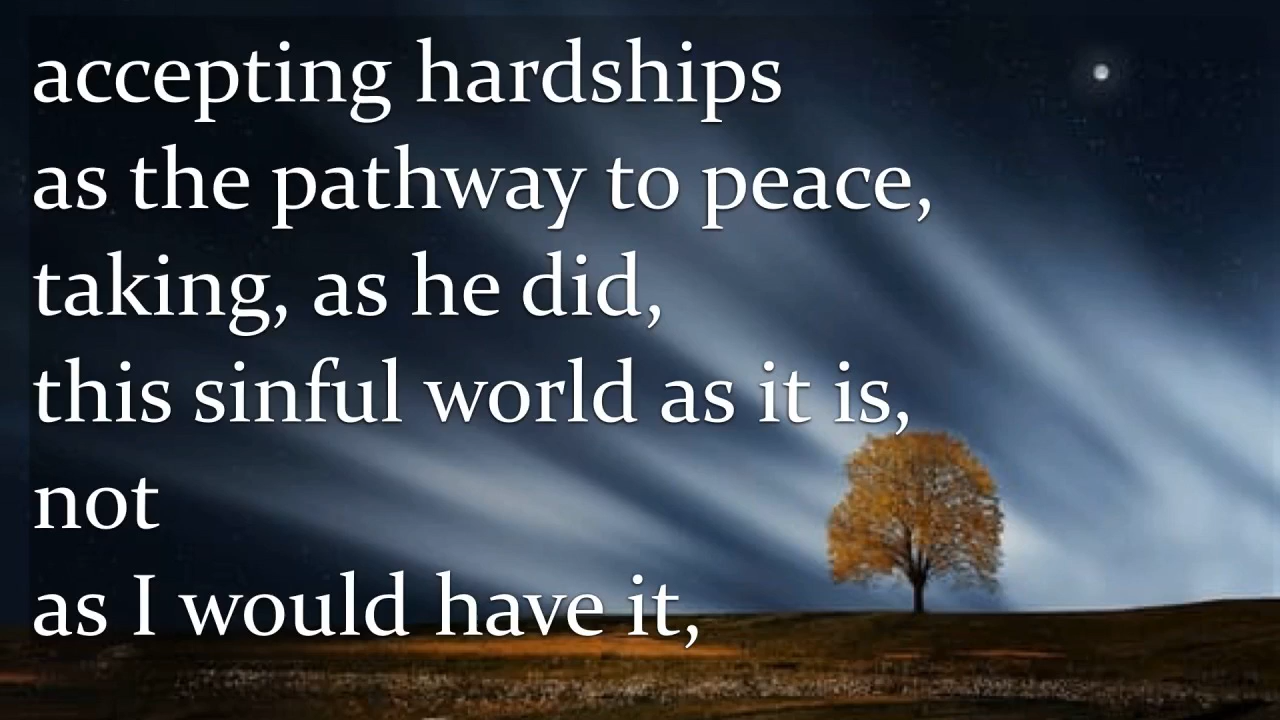 accepting hardships
as the pathway to peace,
taking, as he did,
this sinful world as it is,
not
as I would have it,